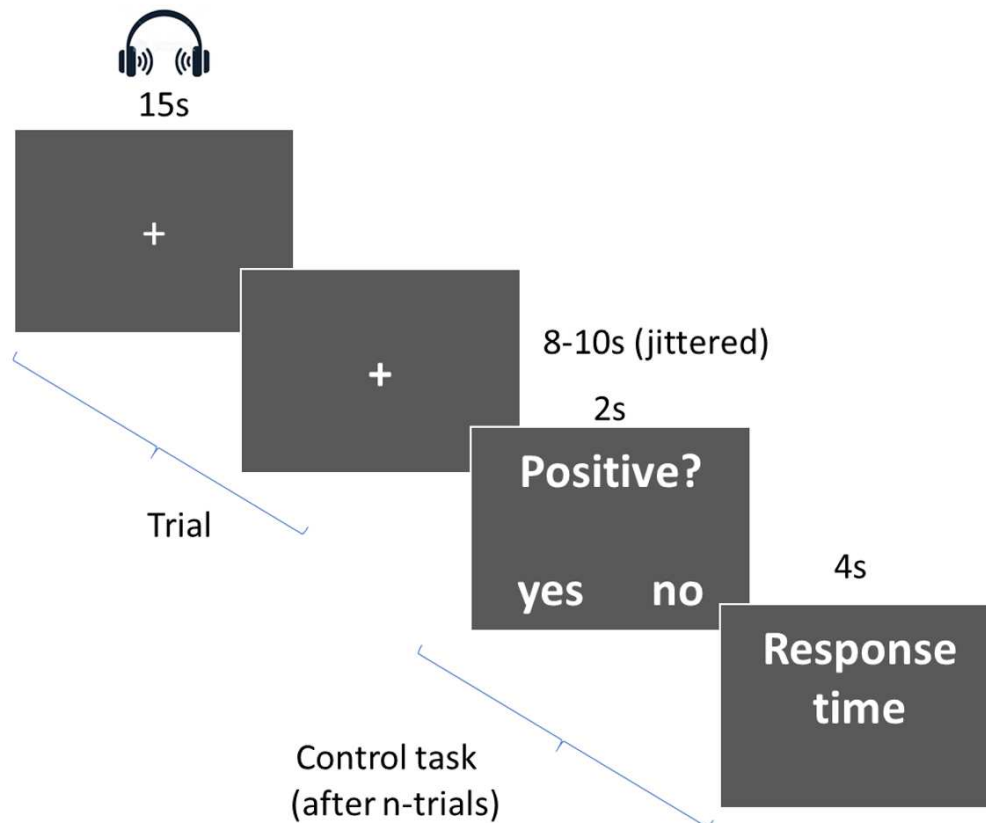 15s
+
+
8-10s (jittered)
2s
Positive?
yes no
Trial
4s
Response
time
Control task
(after n-trials)